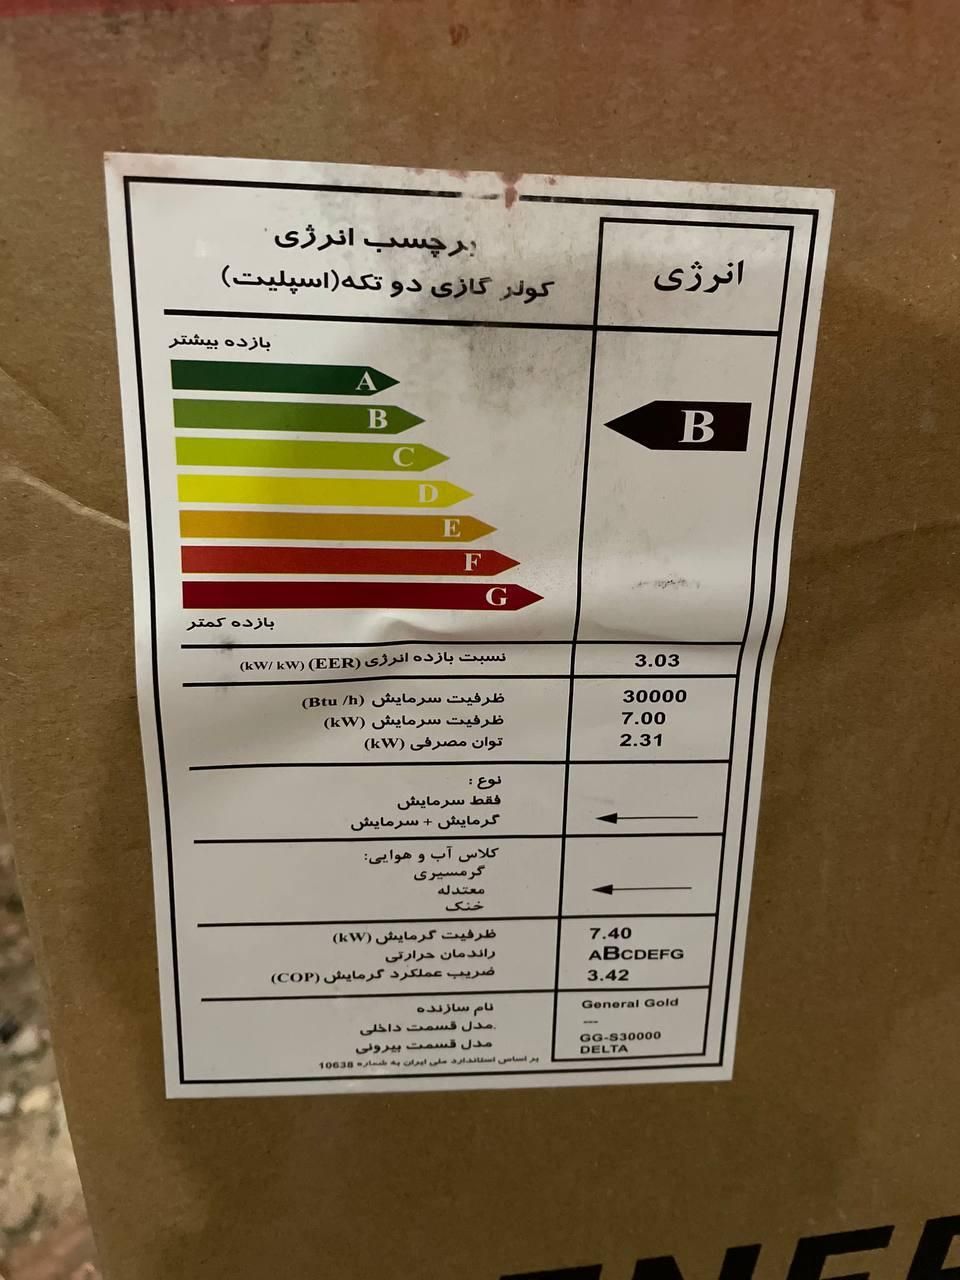 برچسب انرژی
کولر گازی دو تکه(اسپلیت)
انرژی
بازده بیشتر
A
B
C
D
E
F
G
بازده کمتر
B
نسبت بازده انرژی (EER) (kW/ kW) 3.03
ظرفیت سرمایش (Btu /h) 30000
ظرفیت سرمایش (kW) 7.00
توان مصرفی (kW) 2.31
نوع :
فقط سرمایش
گرمایش + سرمایش
کلاس آب و هوایی:
گرمسیری
معتدله
خنک
ظرفیت گرمایش (kW) 7.40
راندمان حرارتی ABCDEFG
ضریب عملکرد گرمایش (COP) 3.42
نام سازنده General Gold
مدل قسمت داخلی ---
مدل قسمت بیرونی GG-S30000
DELTA
بر اساس استاندارد ملی ایران به شماره 10638